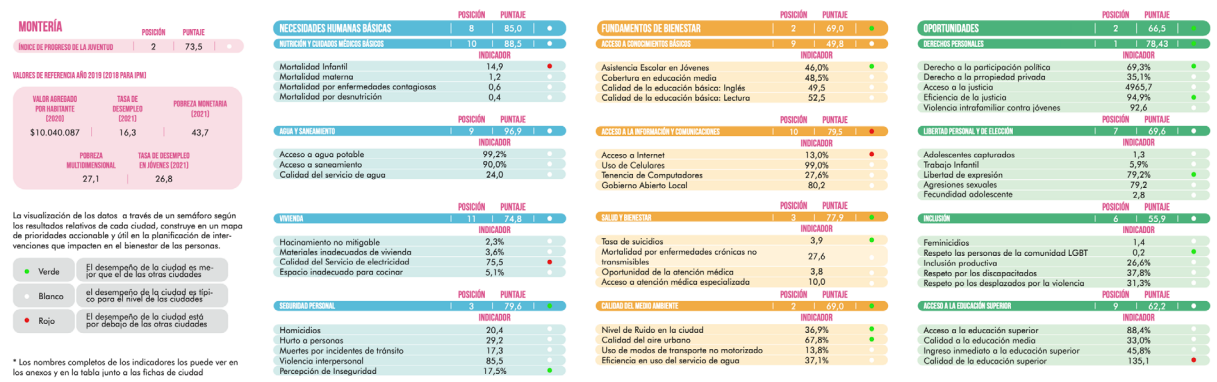 MONTERÍA
POSICIÓN PUNTAJE
ÍNDICE DE PROGRESO DE LA JUVENTUD 2 73,5
VALORES DE REFERENCIA AÑO 2019 (2018 PARA IPM)
VALOR AGREGADO POR HABITANTE (2020)
$10.040.087
TASA DE DESEMPLEO (2021)
16,3
POBREZA MONETARIA (2021)
43,7
POBREZA MULTIDIMENSIONAL
27,1
TASA DE DESEMPLEO EN JÓVENES (2021)
26,8
La visualización de los datos a través de un semáforo según
los resultados relativos de cada ciudad, construye en un mapa
de prioridades accionable y útil en la planificación de inter-
venciones que impacten en el bienestar de las personas.
Verde El desempeño de la ciudad es me-
jor que el de las otras ciudades
Blanco el desempeño de la ciudad es típi-
co para el nivel de las ciudades
Rojo El desempeño de la ciudad está
por debajo de las otras ciudades
* Los nombres completos de los indicadores los puede ver en
los anexos y en la tabla junto a las fichas de ciudad
POSICIÓN PUNTAJE
NECESIDADES HUMANAS BÁSICAS 8 85,0
NUTRICIÓN Y CUIDADOS MÉDICOS BÁSICOS 10 88,5
INDICADOR
Mortalidad Infantil 14,9
Mortalidad materna 1,2
Mortalidad por enfermedades contagiosas 0,6
Mortalidad por desnutrición 0,4
POSICIÓN PUNTAJE
AGUA Y SANEAMIENTO 9 96,9
INDICADOR
Acceso a agua potable 99,2%
Acceso a saneamiento 90,0%
Calidad del servicio de agua 24,0
POSICIÓN PUNTAJE
VIVIENDA 11 74,8
INDICADOR
Hacinamiento no mitigable 2,3%
Materiales inadecuados de vivienda 3,6%
Calidad del Servicio de electricidad 75,5
Espacio inadecuado para cocinar 5,1%
POSICIÓN PUNTAJE
SEGURIDAD PERSONAL 3 79,6
INDICADOR
Homicidios 20,4
Hurto a personas 29,2
Muertes por incidentes de tránsito 17,3
Violencia interpersonal 85,5
Percepción de Inseguridad 17,5%
POSICIÓN PUNTAJE
FUNDAMENTOS DE BIENESTAR 2 69,0
ACCESO A CONOCIMIENTOS BÁSICOS 9 49,8
INDICADOR
Asistencia Escolar en Jóvenes 46,0%
Cobertura en educación media 48,5%
Calidad de la educación básica: Inglés 49,5
Calidad de la educación básica: Lectura 52,5
POSICIÓN PUNTAJE
ACCESO A LA INFORMACIÓN Y COMUNICACIONES 10 79,5
INDICADOR
Acceso a Internet 13,0%
Uso de Celulares 99,0%
Tenencia de Computadores 27,6%
Gobierno Abierto Local 80,2
POSICIÓN PUNTAJE
SALUD Y BIENESTAR 3 77,9
INDICADOR
Tasa de suicidios 3,9
Mortalidad por enfermedades crónicas no
transmisibles 27,6
Oportunidad de la atención médica 3,8
Acceso a atención médica especializada 10,0
POSICIÓN PUNTAJE
CALIDAD DEL MEDIO AMBIENTE 2 69,0
INDICADOR
Nivel de Ruido en la ciudad 36,9%
Calidad del aire urbano 67,8%
Uso de modos de transporte no motorizado 13,8%
Eficiencia en uso del servicio de agua 37,1%
POSICIÓN PUNTAJE
OPORTUNIDADES 2 66,5
DERECHOS PERSONALES 1 78,43
INDICADOR
Derecho a la participación política 69,3%
Derecho a la prropiedad privada 35,1%
Acceso a la justicia 4965,7
Eficiencia de la justicia 94,9%
Violencia intrafamiliar contra jóvenes 92,6
POSICIÓN PUNTAJE
LIBERTAD PERSONAL Y DE ELECCIÓN 7 69,6
INDICADOR
Adolescentes capturadas 1,3
Trabajo Infantil 5,9%
Libertad de expresión 79,2%
Agresiones sexuales 79,2
Fecundidad adolescente 2,8
POSICIÓN PUNTAJE
INCLUSIÓN 6 55,9
INDICADOR
Feminicidios 1,4
Respeto las personas de la comunidad LGBT 0,2
Inclusión productiva 26,6%
Respeto por los discapacitados 37,8%
Respeto po los desplazados por la violencia 31,3%
POSICIÓN PUNTAJE
ACCESO A LA EDUCACIÓN SUPERIOR 9 62,2
INDICADOR
Acceso a la educación superior 88,4%
Calidad a la educación media 33,0%
Ingreso inmediato a la educación superior 45,8%
Calidad de la educación superior 135,1